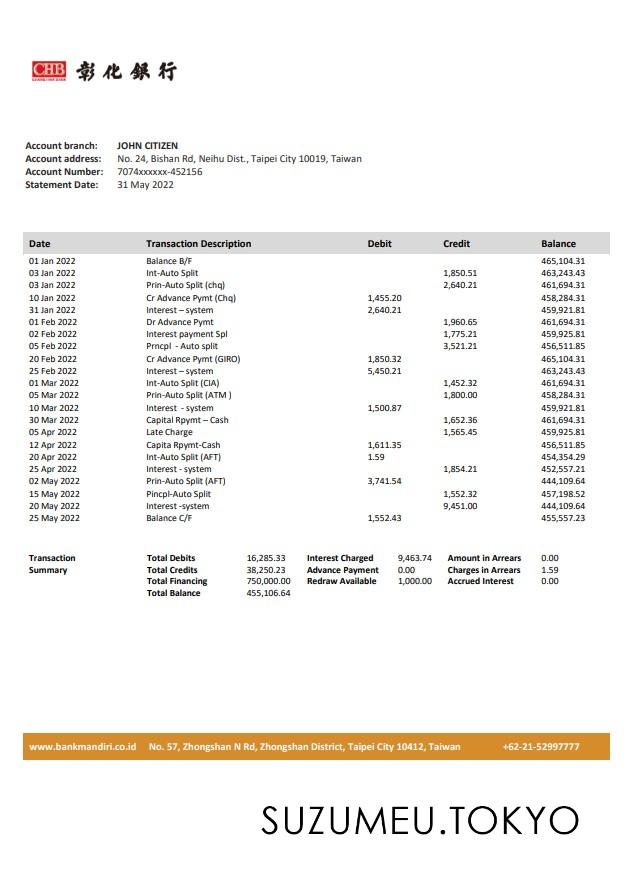 CHB 彰化銀行
CHANG HWA BANK
Account branch: JOHN CITIZEN
Account address: No. 24, Bishan Rd, Neihu Dist., Taipei City 10019, Taiwan
Account Number: 7074xxxxxx-452156
Statement Date: 31 May 2022
Date Transaction Description Debit Credit Balance
01 Jan 2022 Balance B/F 465,104.31
03 Jan 2022 Int-Auto Split 1,850.51 463,243.43
03 Jan 2022 Prin-Auto Split (chq) 2,640.21 461,694.31
10 Jan 2022 Cr Advance Pymt (Chq) 1,455.20 458,284.31
31 Jan 2022 Interest – system 2,640.21 459,921.81
01 Feb 2022 Dr Advance Pymt 1,960.65 461,694.31
02 Feb 2022 Interest payment Spl 1,775.21 459,925.81
05 Feb 2022 Prncpl - Auto split 3,521.21 456,511.85
20 Feb 2022 Cr Advance Pymt (GIRO) 1,850.32 465,104.31
25 Feb 2022 Interest – system 5,450.21 463,243.43
01 Mar 2022 Int-Auto Split (CIA) 1,452.32 461,694.31
05 Mar 2022 Prin-Auto Split (ATM ) 1,800.00 458,284.31
10 Mar 2022 Interest - system 1,500.87 459,921.81
30 Mar 2022 Capital Rpymt – Cash 1,652.36 461,694.31
05 Apr 2022 Late Charge 1,565.45 459,925.81
12 Apr 2022 Capita Rpymt-Cash 1,611.35 456,511.85
20 Apr 2022 Int-Auto Split (AFT) 1.59 454,354.29
25 Apr 2022 Interest - system 1,854.21 452,557.21
02 May 2022 Prin-Auto Split (AFT) 3,741.54 444,109.64
15 May 2022 Pincpl-Auto Split 1,552.32 457,198.52
20 May 2022 Interest -system 9,451.00 444,109.64
25 May 2022 Balance C/F 1,552.43 455,557.23
Transaction Total Debits 16,285.33 Interest Charged 9,463.74 Amount in Arrears 0.00
Summary Total Credits 38,250.23 Advance Payment 0.00 Charges in Arrears 1.59
Total Financing 750,000.00 Redraw Available 1,000.00 Accrued Interest 0.00
Total Balance 455,106.64
www.bankmandiri.co.id No. 57, Zhongshan N Rd, Zhongshan District, Taipei City 10412, Taiwan +62-21-52997777
SUZUMEU.TOKYO